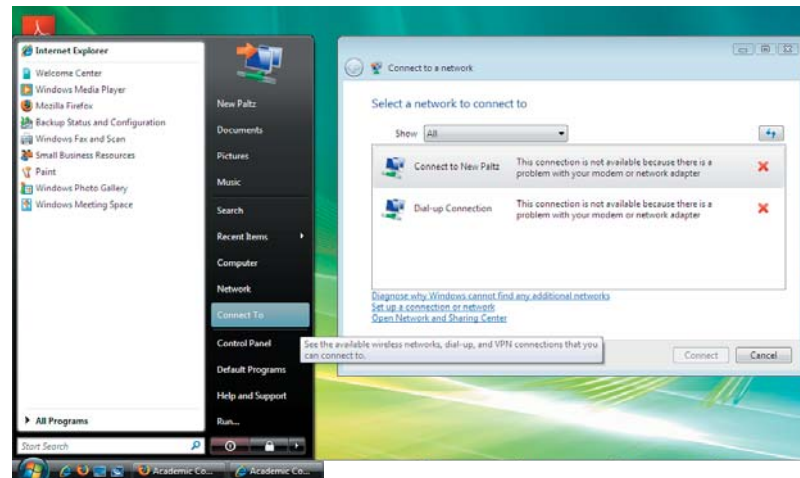 Internet Explorer
Welcome Center
Windows Media Player
Mozilla Firefox
Backup Status and Configuration
Windows Fax and Scan
Small Business Resources
Paint
Windows Photo Gallery
Windows Meeting Space
All Programs
Start Search
New Paltz
Documents
Pictures
Music
Search
Recent Items
Computer
Network
Connect To
Control Panel
Default Programs
Help and Support
Run...
See the available wireless networks, dial-up, and VPN connections that you
can connect to.
Connect to a network
Select a network to connect to
Show All
Connect to New Paltz
This connection is not available because there is a
problem with your modem or network adapter
Dial-up Connection
This connection is not available because there is a
problem with your modem or network adapter
Diagnose why Windows cannot find any additional networks
Set up a connection or network
Open Network and Sharing Center
Connect
Cancel
Academic Co...
Academic Co...